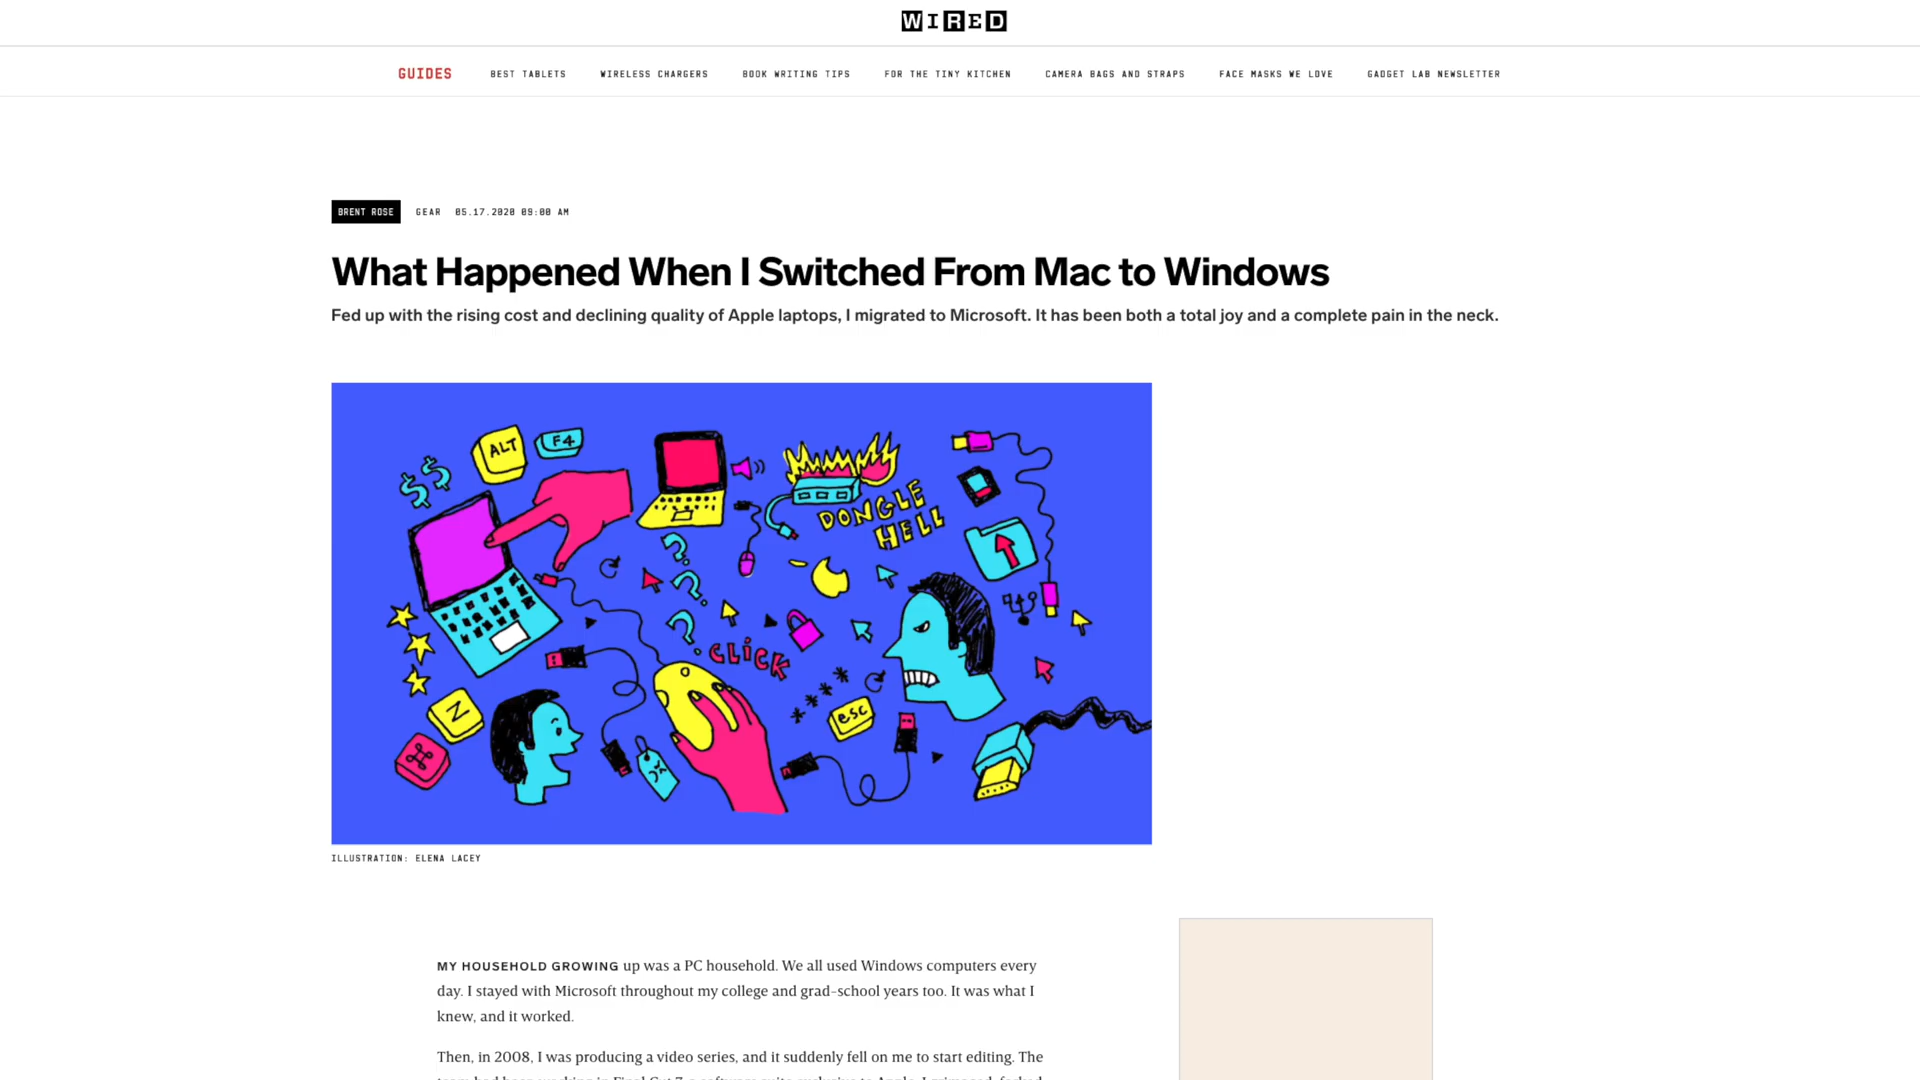 WIRED
GUIDES BEST TABLETS WIRELESS CHARGERS BOOK WRITING TIPS FOR THE TINY KITCHEN CAMERA BAGS AND STRAPS FACE MASKS WE LOVE GADGET LAB NEWSLETTER
BRENT ROSE GEAR 05.17.2020 09:00 AM
What Happened When I Switched From Mac to Windows
Fed up with the rising cost and declining quality of Apple laptops, I migrated to Microsoft. It has been both a total joy and a complete pain in the neck.
ALT F4
$$
DONGLE
HELL
? ? ?
CLICK
****
esc
N
⌘
ILLUSTRATION: ELENA LACEY
MY HOUSEHOLD GROWING up was a PC household. We all used Windows computers every
day. I stayed with Microsoft throughout my college and grad-school years too. It was what I
knew, and it worked.
Then, in 2008, I was producing a video series, and it suddenly fell on me to start editing. The